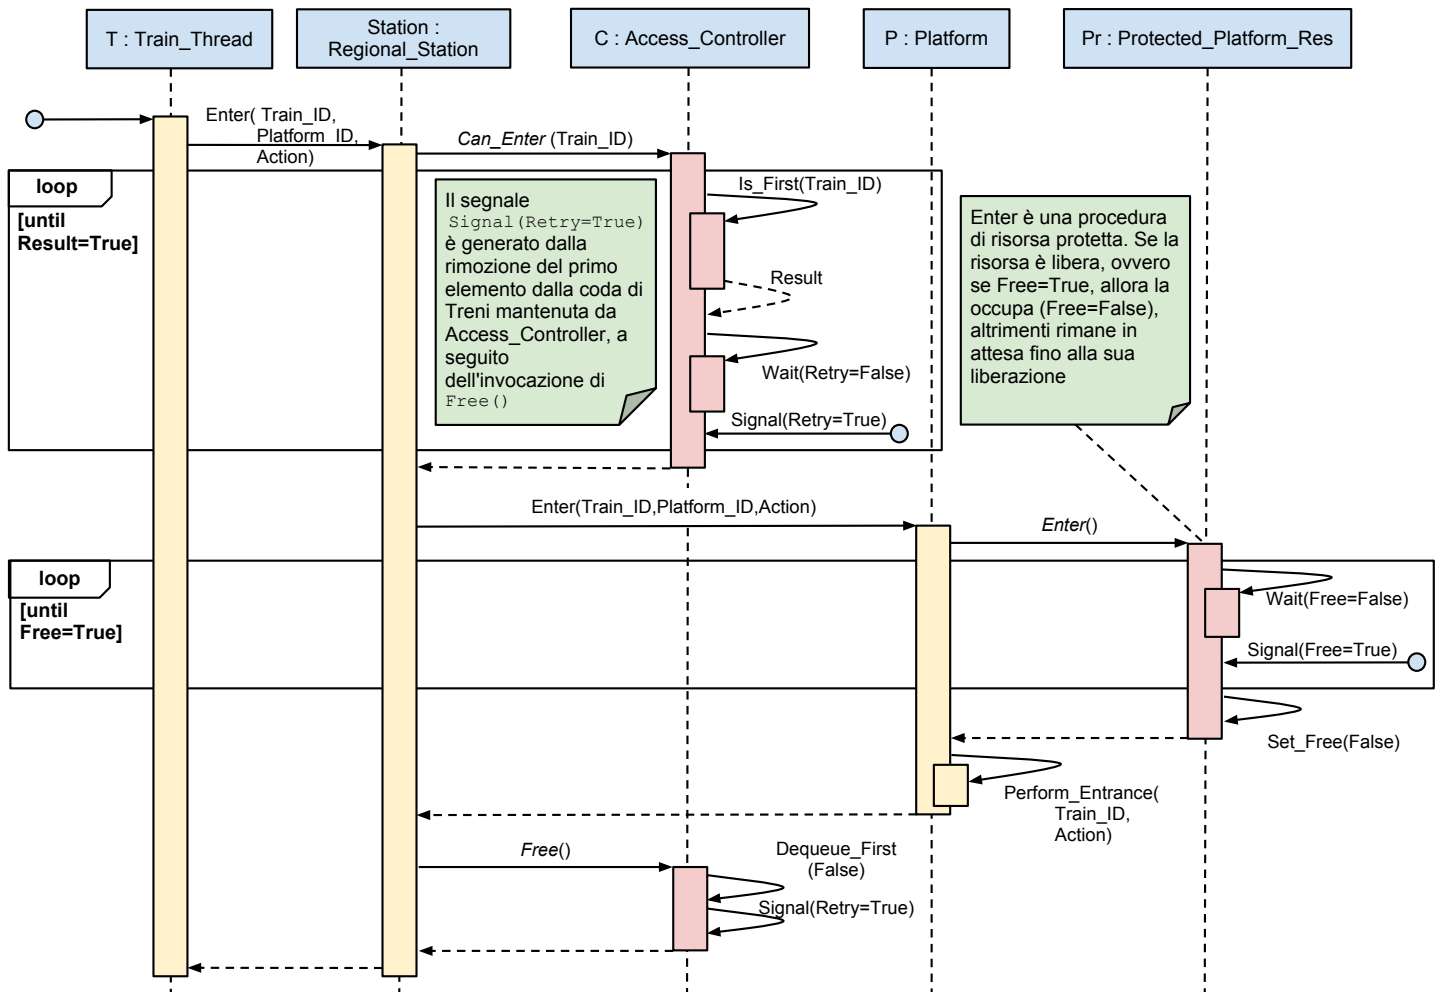 T : Train_Thread
Station :
Regional_Station
C : Access_Controller
P : Platform
Pr : Protected_Platform_Res
Enter( Train_ID,
Platform_ID,
Action)
Can_Enter (Train_ID)
loop
[until
Result=True]
Il segnale
Signal(Retry=True)
è generato dalla
rimozione del primo
elemento dalla coda di
Treni mantenuta da
Access_Controller, a
seguito
dell'invocazione di
Free()
Is_First(Train_ID)
Result
Wait(Retry=False)
Signal(Retry=True)
Enter è una procedura
di risorsa protetta. Se la
risorsa è libera, ovvero
se Free=True, allora la
occupa (Free=False),
altrimenti rimane in
attesa fino alla sua
liberazione
Enter(Train_ID,Platform_ID,Action)
Enter()
loop
[until
Free=True]
Wait(Free=False)
Signal(Free=True)
Set_Free(False)
Perform_Entrance(
Train_ID,
Action)
Free()
Dequeue_First
(False)
Signal(Retry=True)